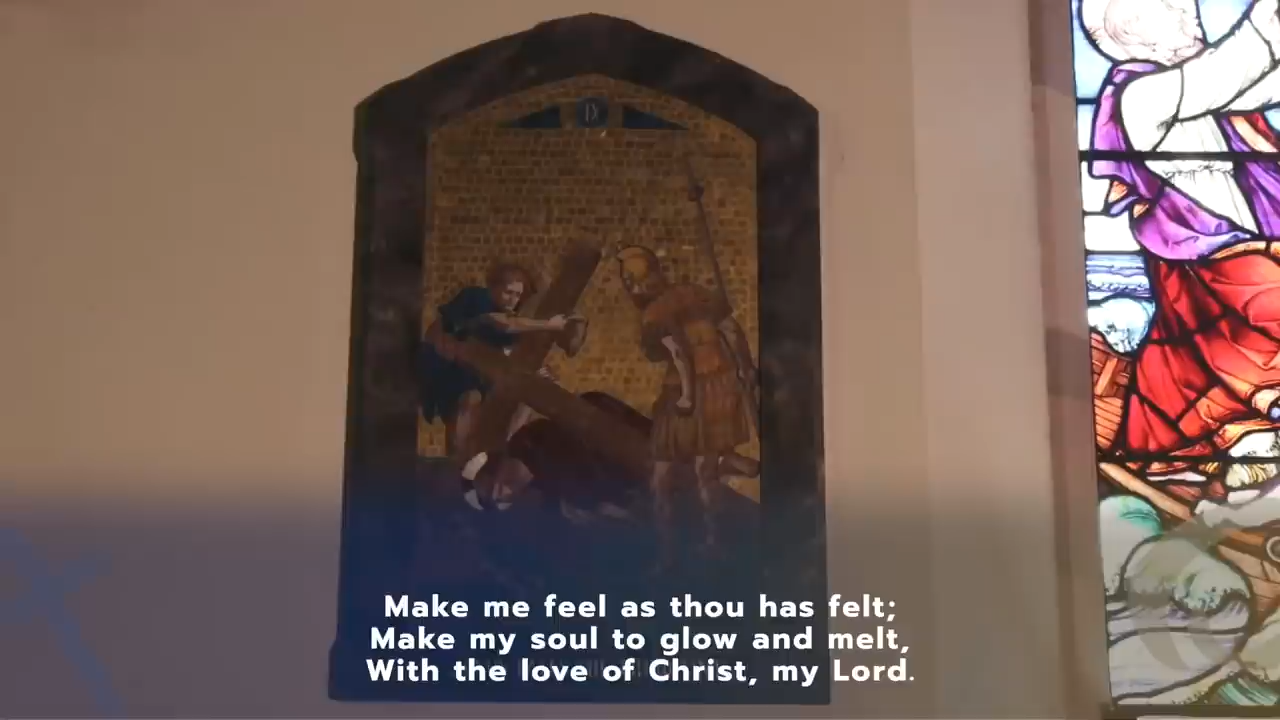 IX
Make me feel as thou has felt;
Make my soul to glow and melt,
With the love of Christ, my Lord.